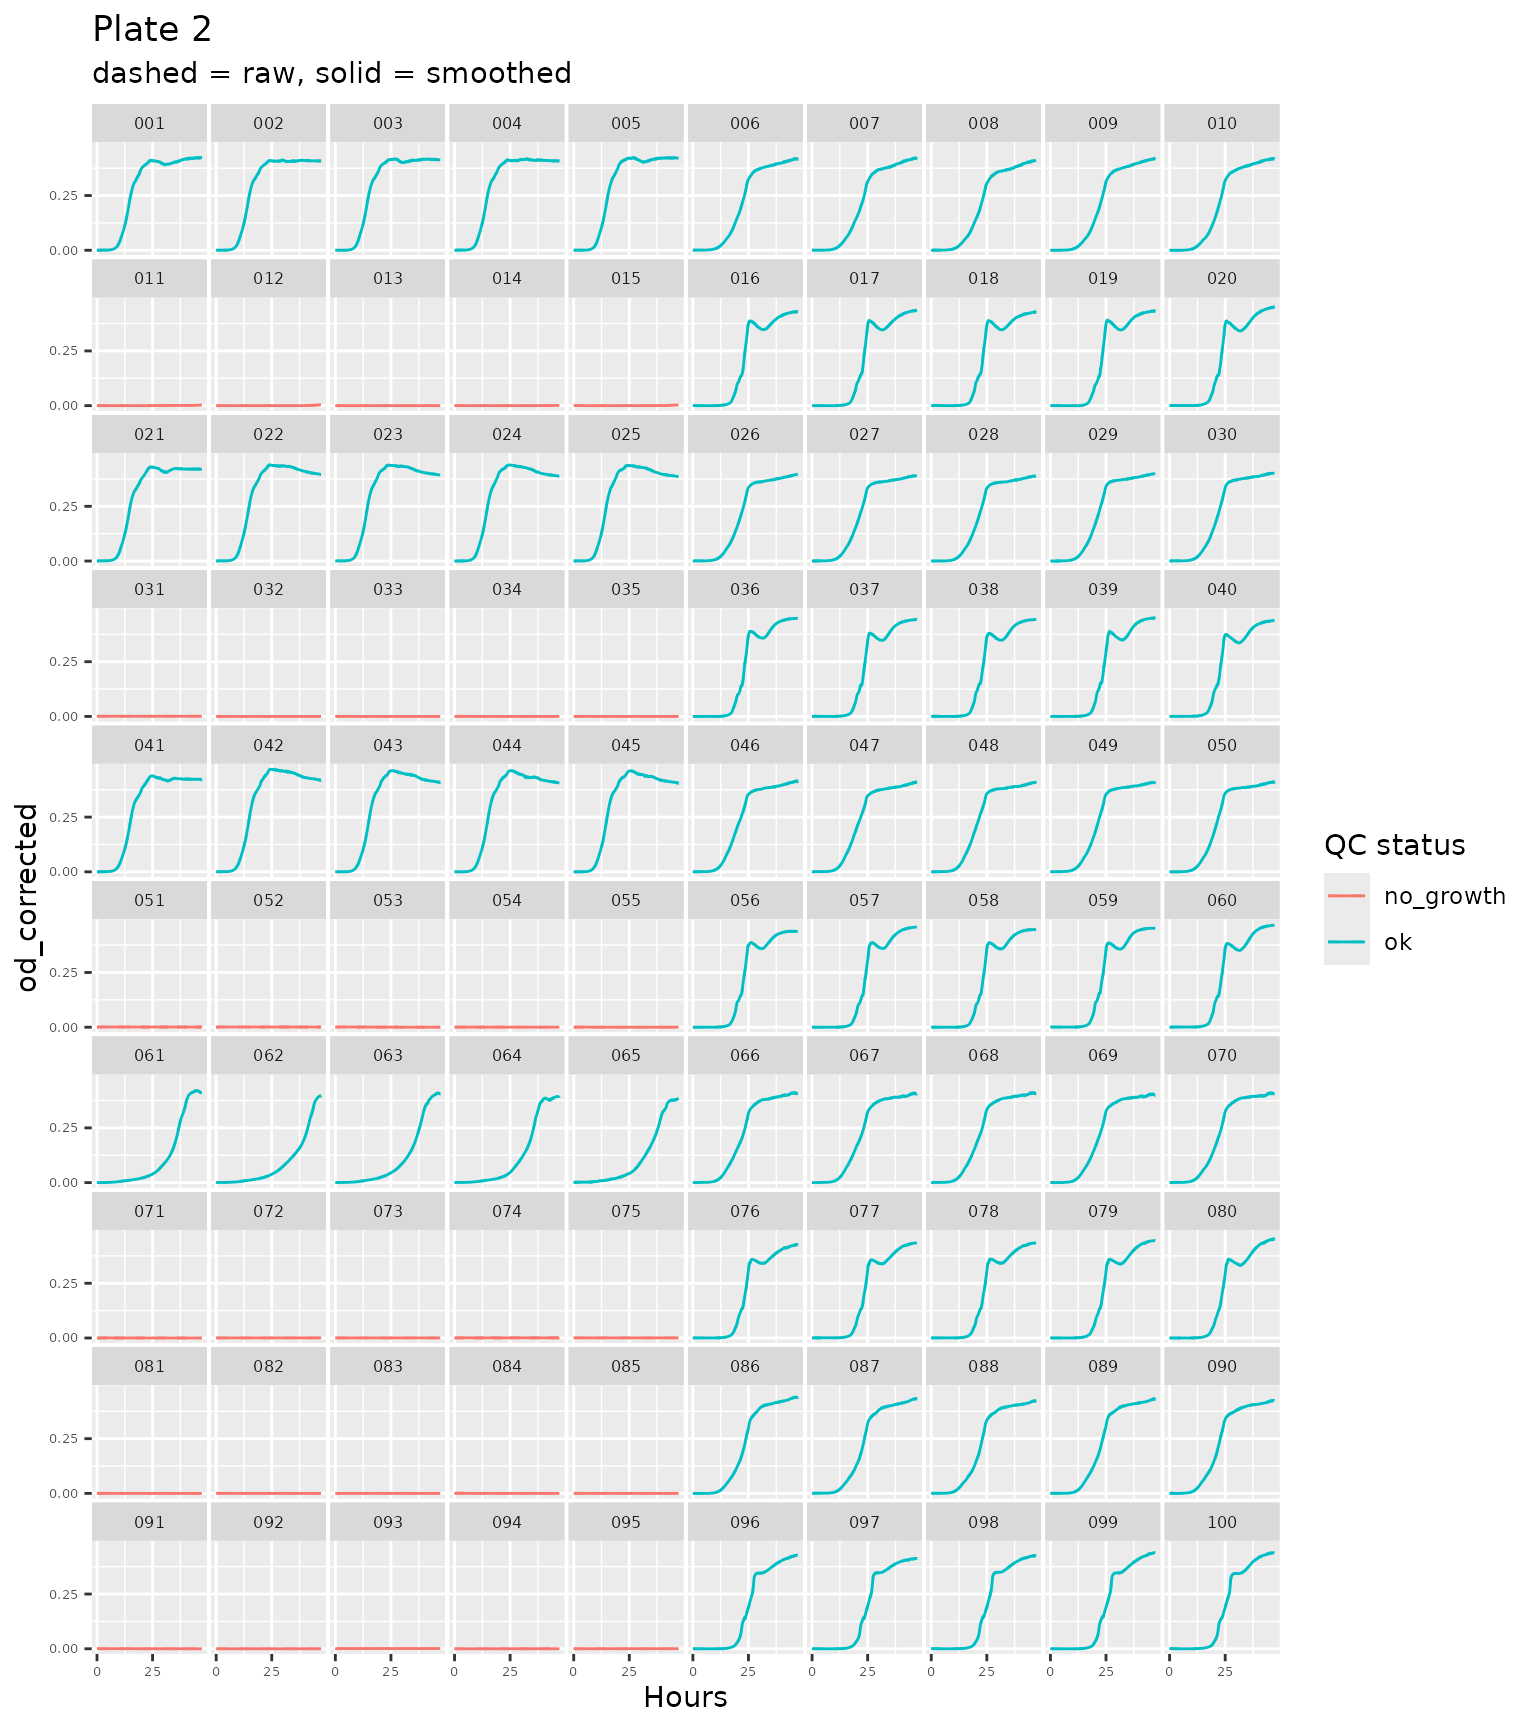 Plate 2
dashed = raw, solid = smoothed
001 002 003 004 005 006 007 008 009 010
0.25
0.00
011 012 013 014 015 016 017 018 019 020
0.25
0.00
021 022 023 024 025 026 027 028 029 030
0.25
0.00
031 032 033 034 035 036 037 038 039 040
0.25
0.00
041 042 043 044 045 046 047 048 049 050
0.25
0.00
051 052 053 054 055 056 057 058 059 060
0.25
0.00
061 062 063 064 065 066 067 068 069 070
0.25
0.00
071 072 073 074 075 076 077 078 079 080
0.25
0.00
081 082 083 084 085 086 087 088 089 090
0.25
0.00
091 092 093 094 095 096 097 098 099 100
0.25
0.00
0 25 0 25 0 25 0 25 0 25 0 25 0 25 0 25 0 25 0 25
Hours
od_corrected
QC status
no_growth
ok